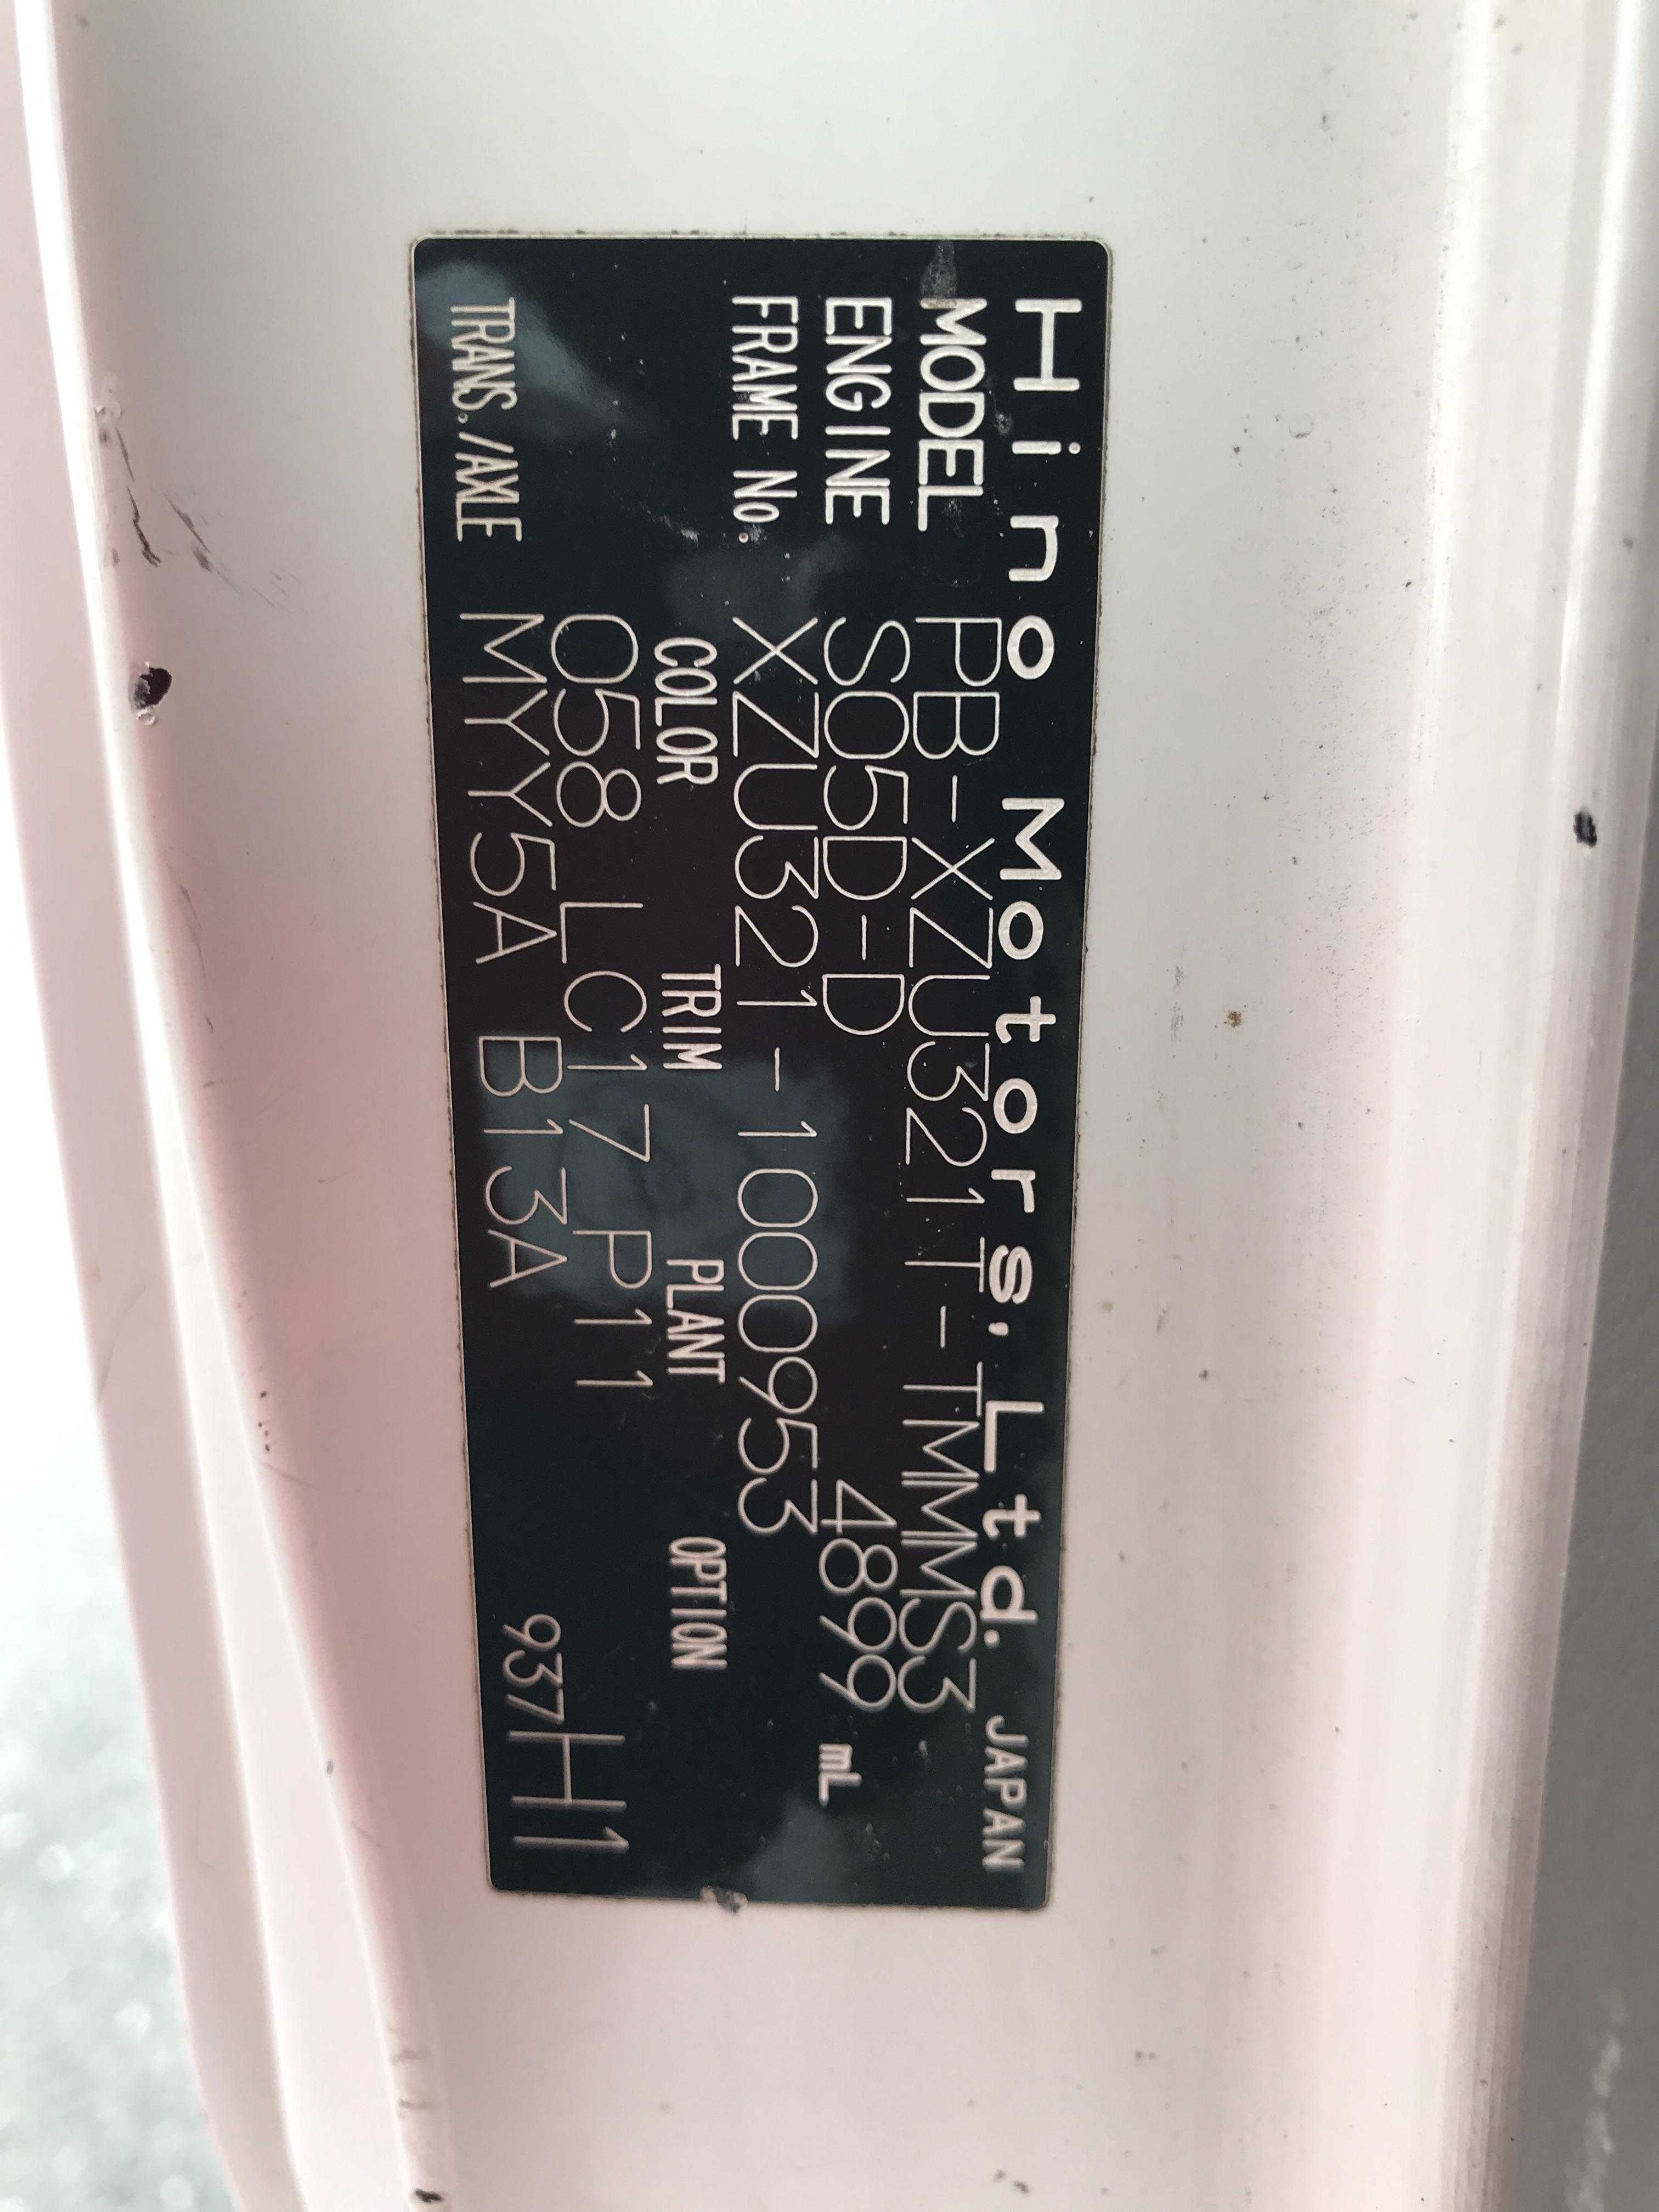 Hino Motors, Ltd. JAPAN
MODEL PB-XZU321T-TMMMS3
ENGINE S05D-D 4899 mL
FRAME No. XZU321-1000953
COLOR TRIM PLANT OPTION
058 LC17 P11
TRANS./AXLE MYY5A B13A 937H1